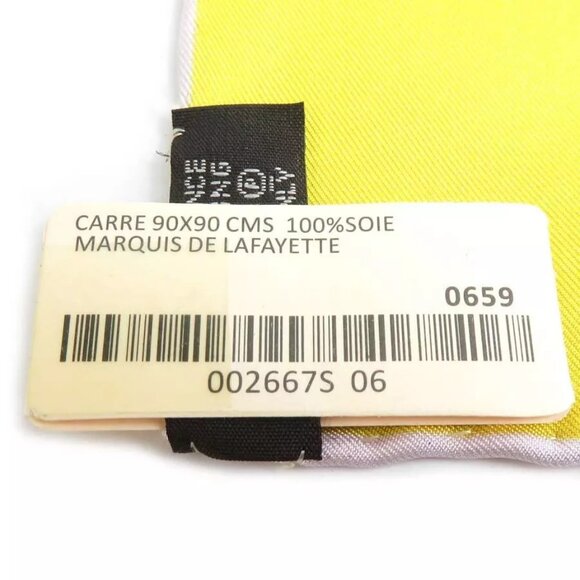 CARRE 90X90 CMS 100%SOIE
MARQUIS DE LAFAYETTE
0659
002667S 06
P